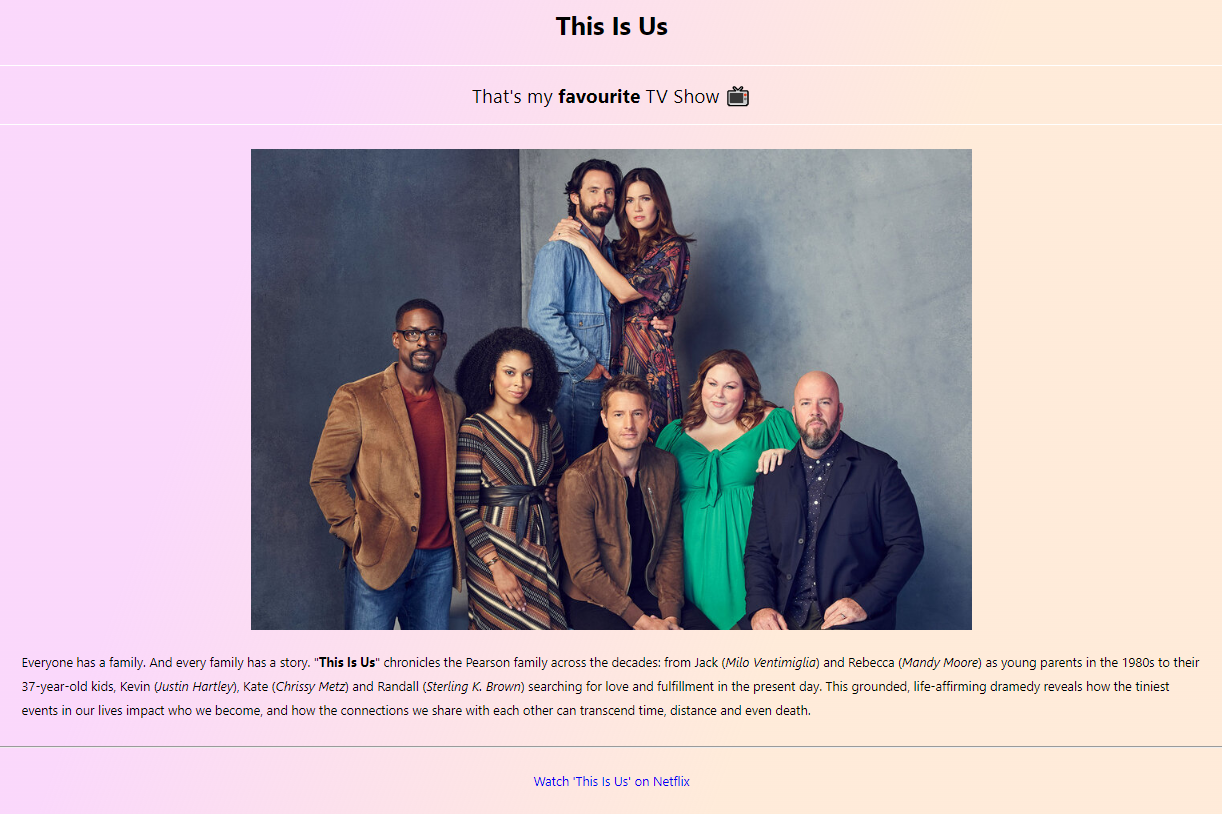 This Is Us
That's my favourite TV Show 📺
Everyone has a family. And every family has a story. "This Is Us" chronicles the Pearson family across the decades: from Jack (Milo Ventimiglia) and Rebecca (Mandy Moore) as young parents in the 1980s to their
37-year-old kids, Kevin (Justin Hartley), Kate (Chrissy Metz) and Randall (Sterling K. Brown) searching for love and fulfillment in the present day. This grounded, life-affirming dramedy reveals how the tiniest
events in our lives impact who we become, and how the connections we share with each other can transcend time, distance and even death.
Watch 'This Is Us' on Netflix